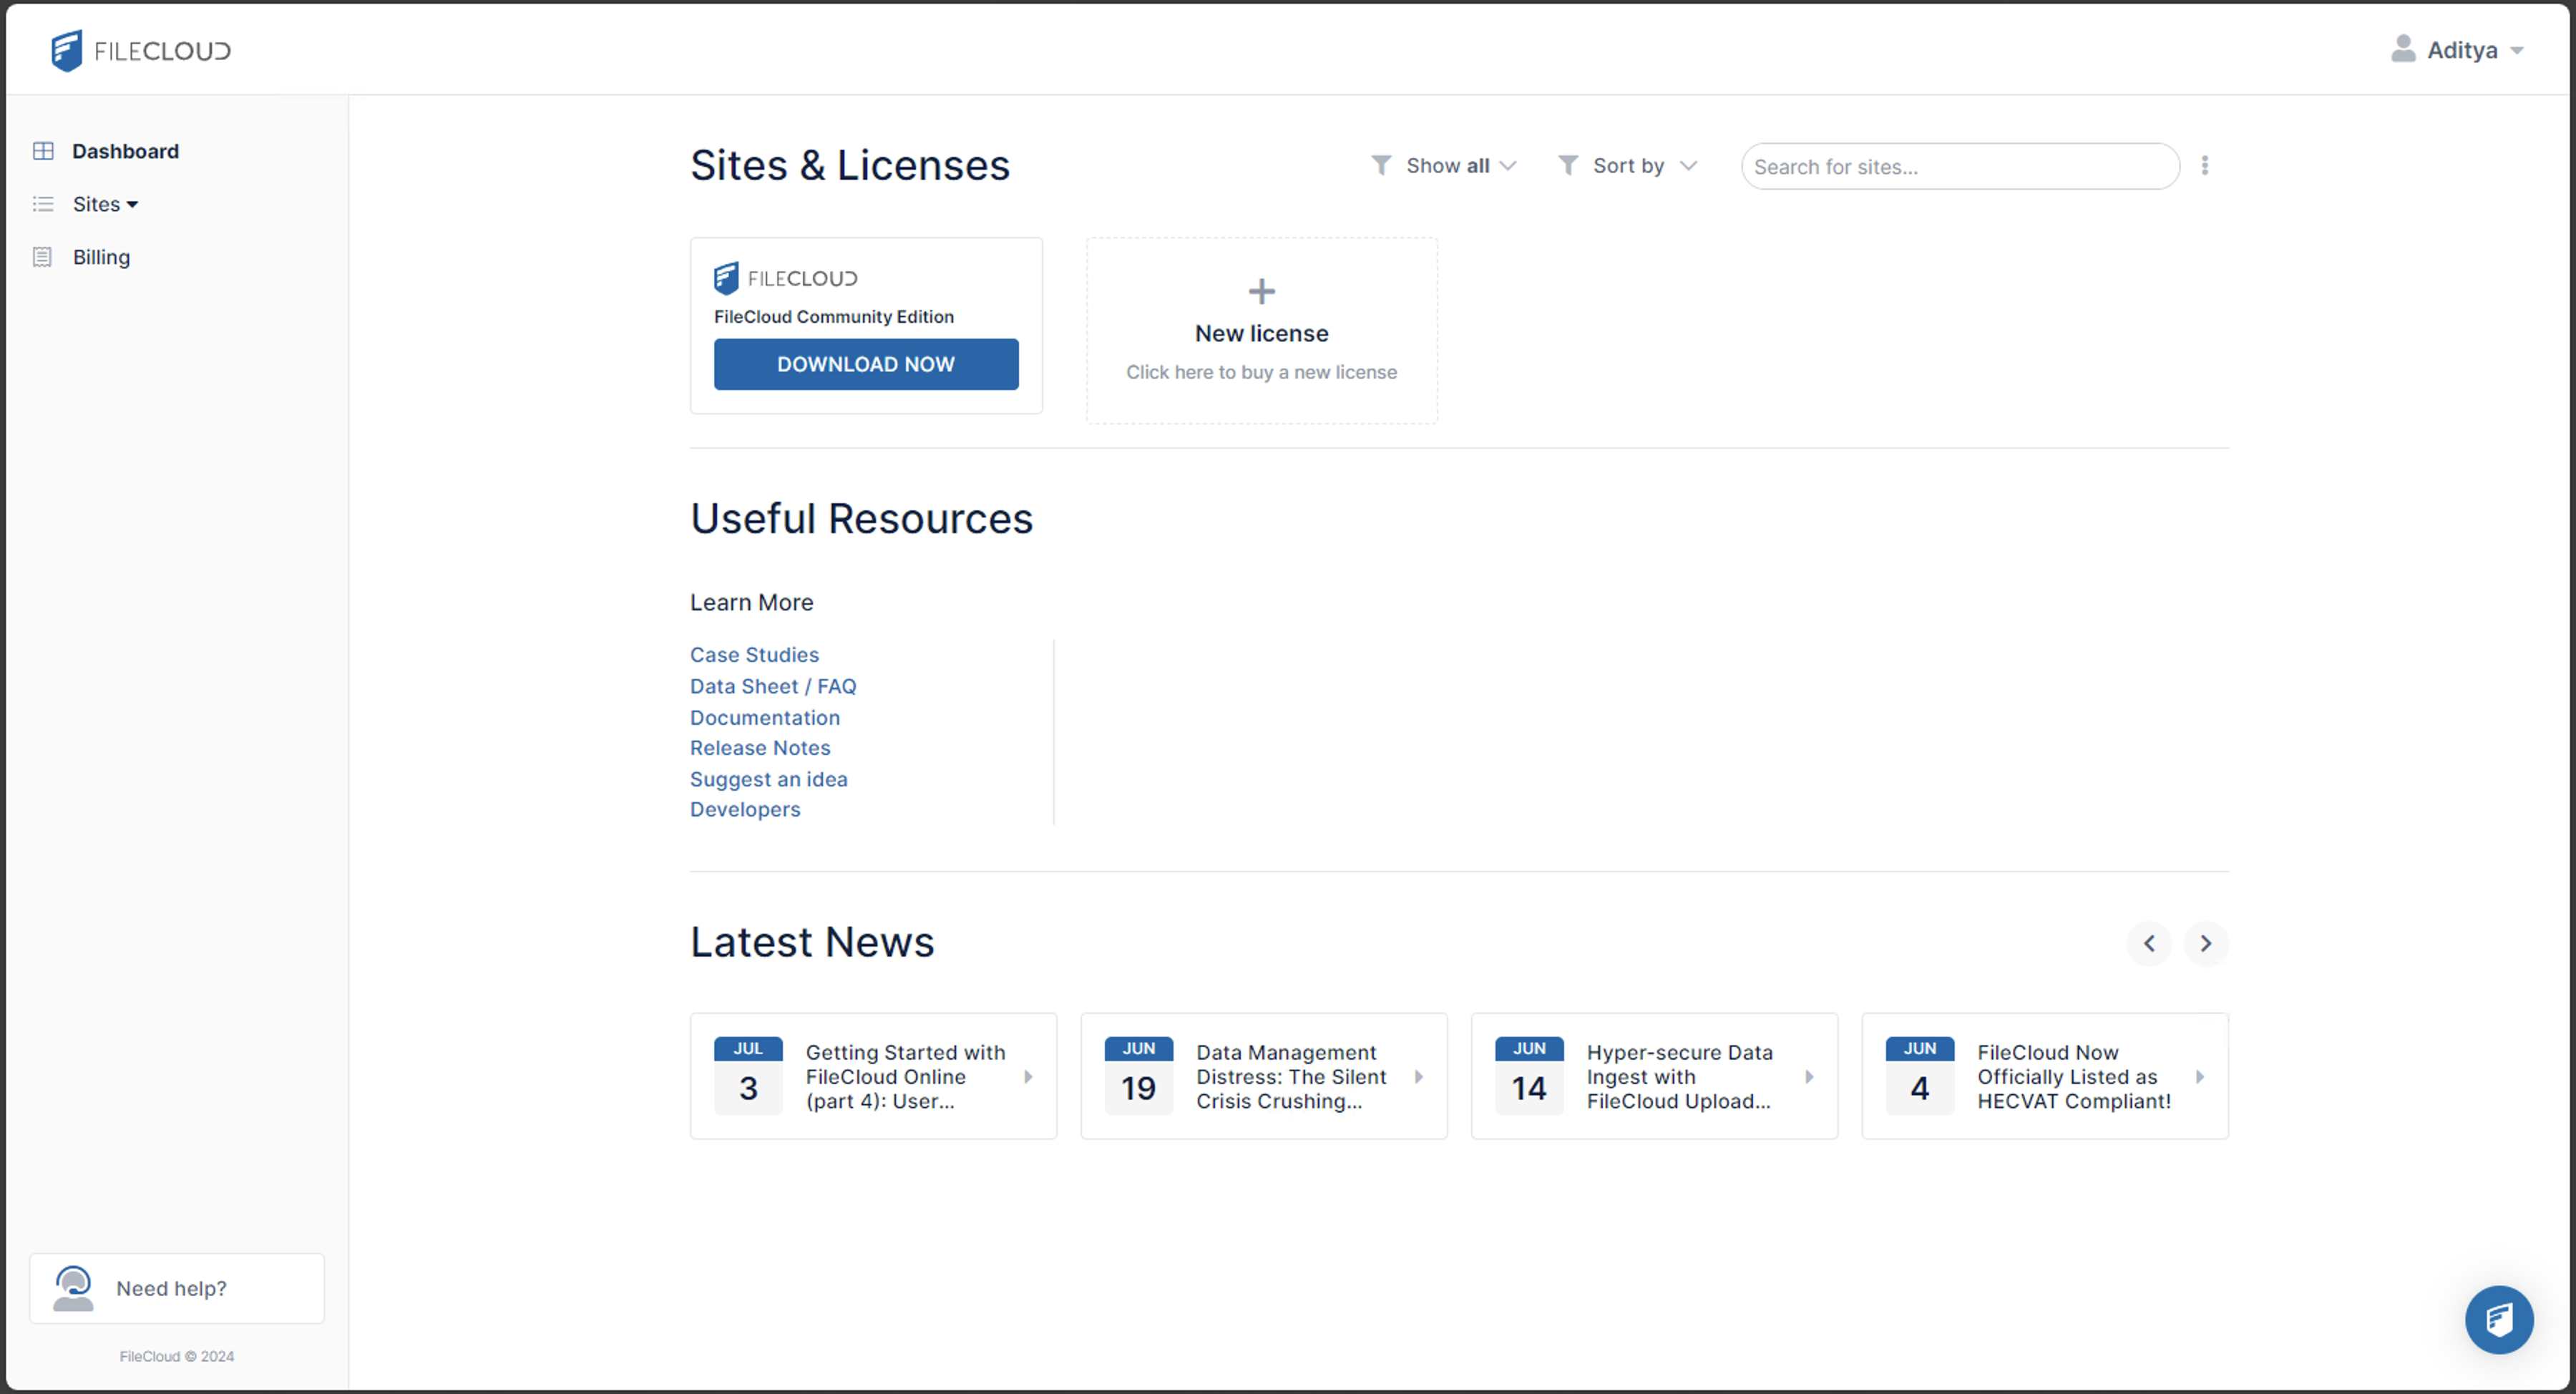 FILECLOUD
Aditya
Dashboard
Sites
Billing
Sites & Licenses
Show all
Sort by
Search for sites...
FILECLOUD
FileCloud Community Edition
DOWNLOAD NOW
New license
Click here to buy a new license
Useful Resources
Learn More
Case Studies
Data Sheet / FAQ
Documentation
Release Notes
Suggest an idea
Developers
Latest News
JUL
3
Getting Started with
FileCloud Online
(part 4): User...
JUN
19
Data Management
Distress: The Silent
Crisis Crushing...
JUN
14
Hyper-secure Data
Ingest with
FileCloud Upload...
JUN
4
FileCloud Now
Officially Listed as
HECVAT Compliant!
Need help?
FileCloud © 2024